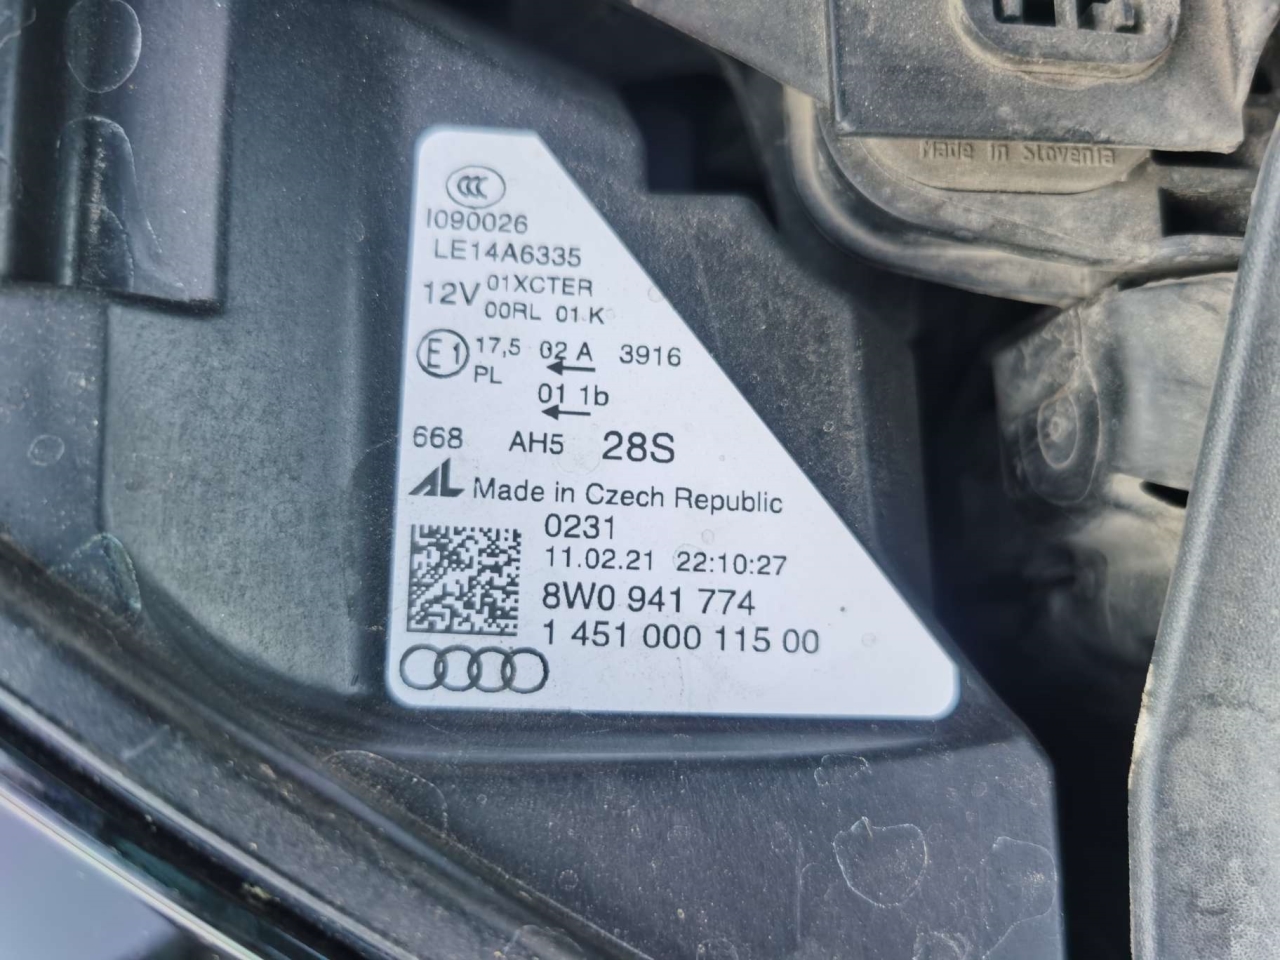 Made in Slovenia
CCC
I090026
LE14A6335
12V 01XCTER
00RL 01 K
E1 17,5 02 A 3916
PL
01 1b
668 AH5 28S
AL Made in Czech Republic
0231
11.02.21 22:10:27
8W0 941 774
1 451 000 115 00